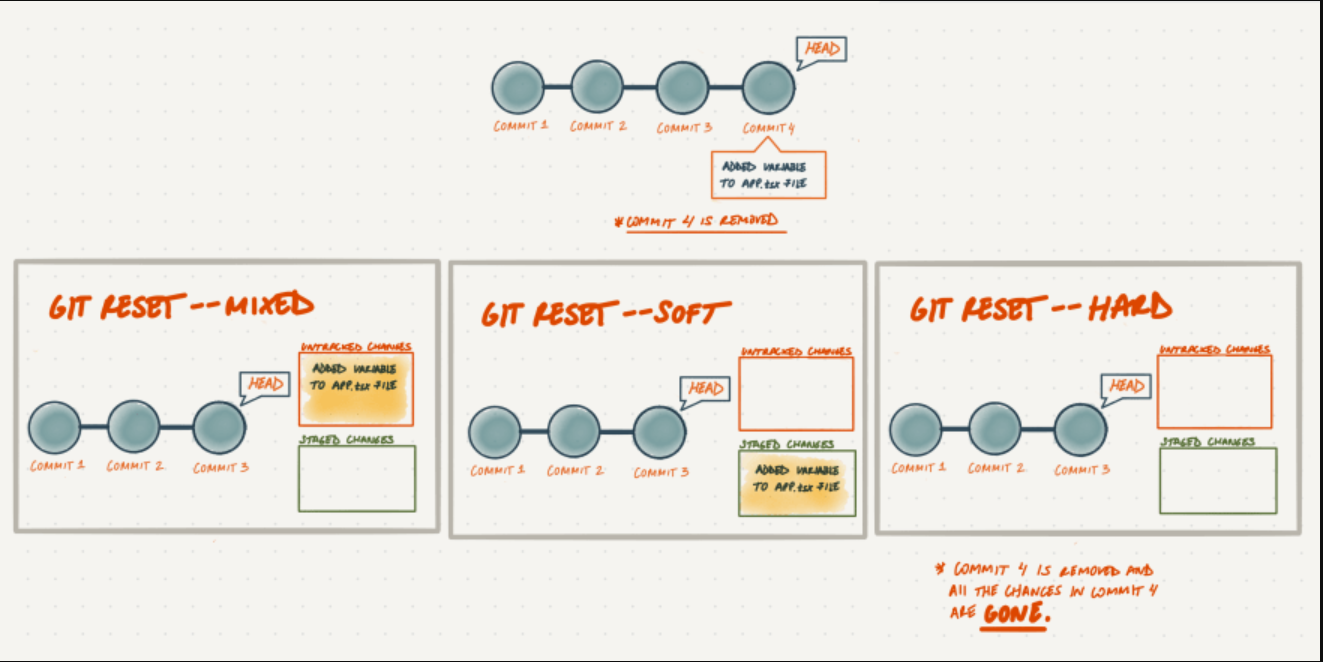 HEAD
COMMIT 1 COMMIT 2 COMMIT 3 COMMIT 4
ADDED VARIABLE
TO APP.tsx FILE
* COMMIT 4 IS REMOVED
GIT RESET --MIXED
UNTRACKED CHANGES
ADDED VARIABLE
TO APP.tsx FILE
HEAD
STAGED CHANGES
COMMIT 1 COMMIT 2 COMMIT 3
GIT RESET --SOFT
UNTRACKED CHANGES
HEAD
STAGED CHANGES
ADDED VARIABLE
TO APP.tsx FILE
COMMIT 1 COMMIT 2 COMMIT 3
GIT RESET --HARD
UNTRACKED CHANGES
HEAD
STAGED CHANGES
COMMIT 1 COMMIT 2 COMMIT 3
* COMMIT 4 IS REMOVED AND
All THE CHANGES IN COMMIT 4
ARE GONE.